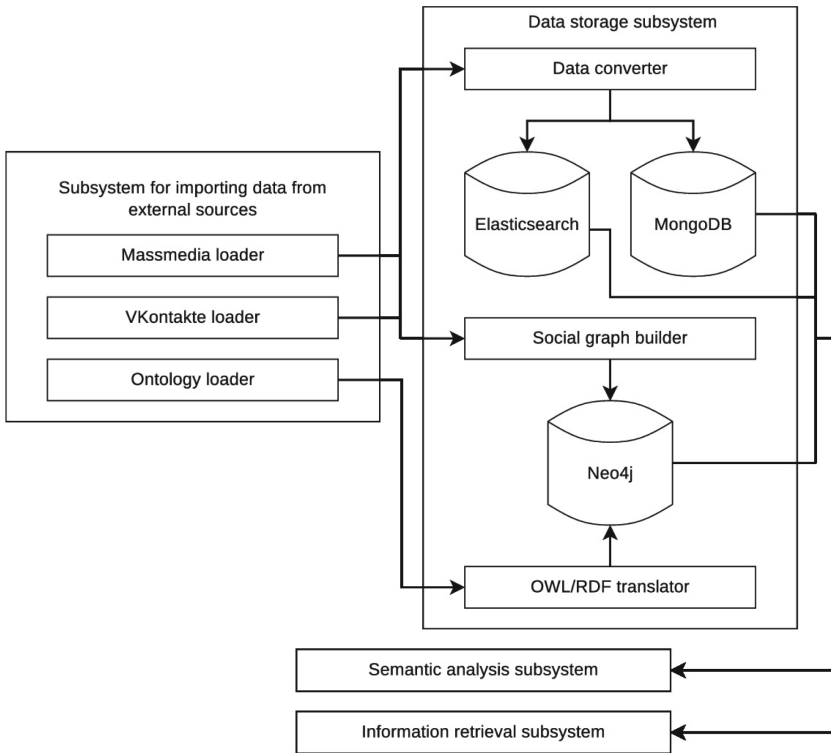 Data storage subsystem
Data converter
Elasticsearch
MongoDB
Subsystem for importing data from
external sources
Massmedia loader
VKontakte loader
Ontology loader
Social graph builder
Neo4j
OWL/RDF translator
Semantic analysis subsystem
Information retrieval subsystem